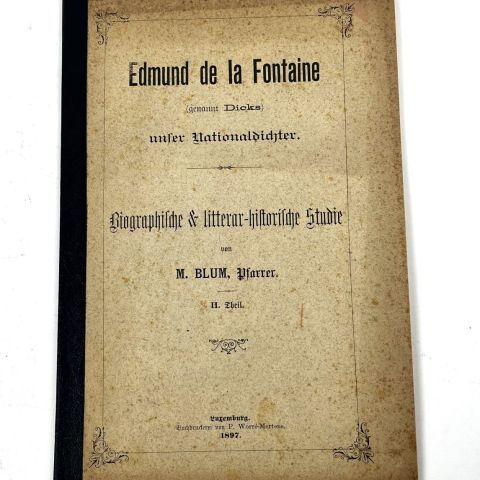 Edmund de la Fontaine
(genannt Dicks)
unser Nationaldichter.
Biographische & litterar-historische Studie
von
M. BLUM, Pfarrer.
II. Theil.
Luxemburg.
Buchdruckerei von P. Worré-Mertens.
1897.